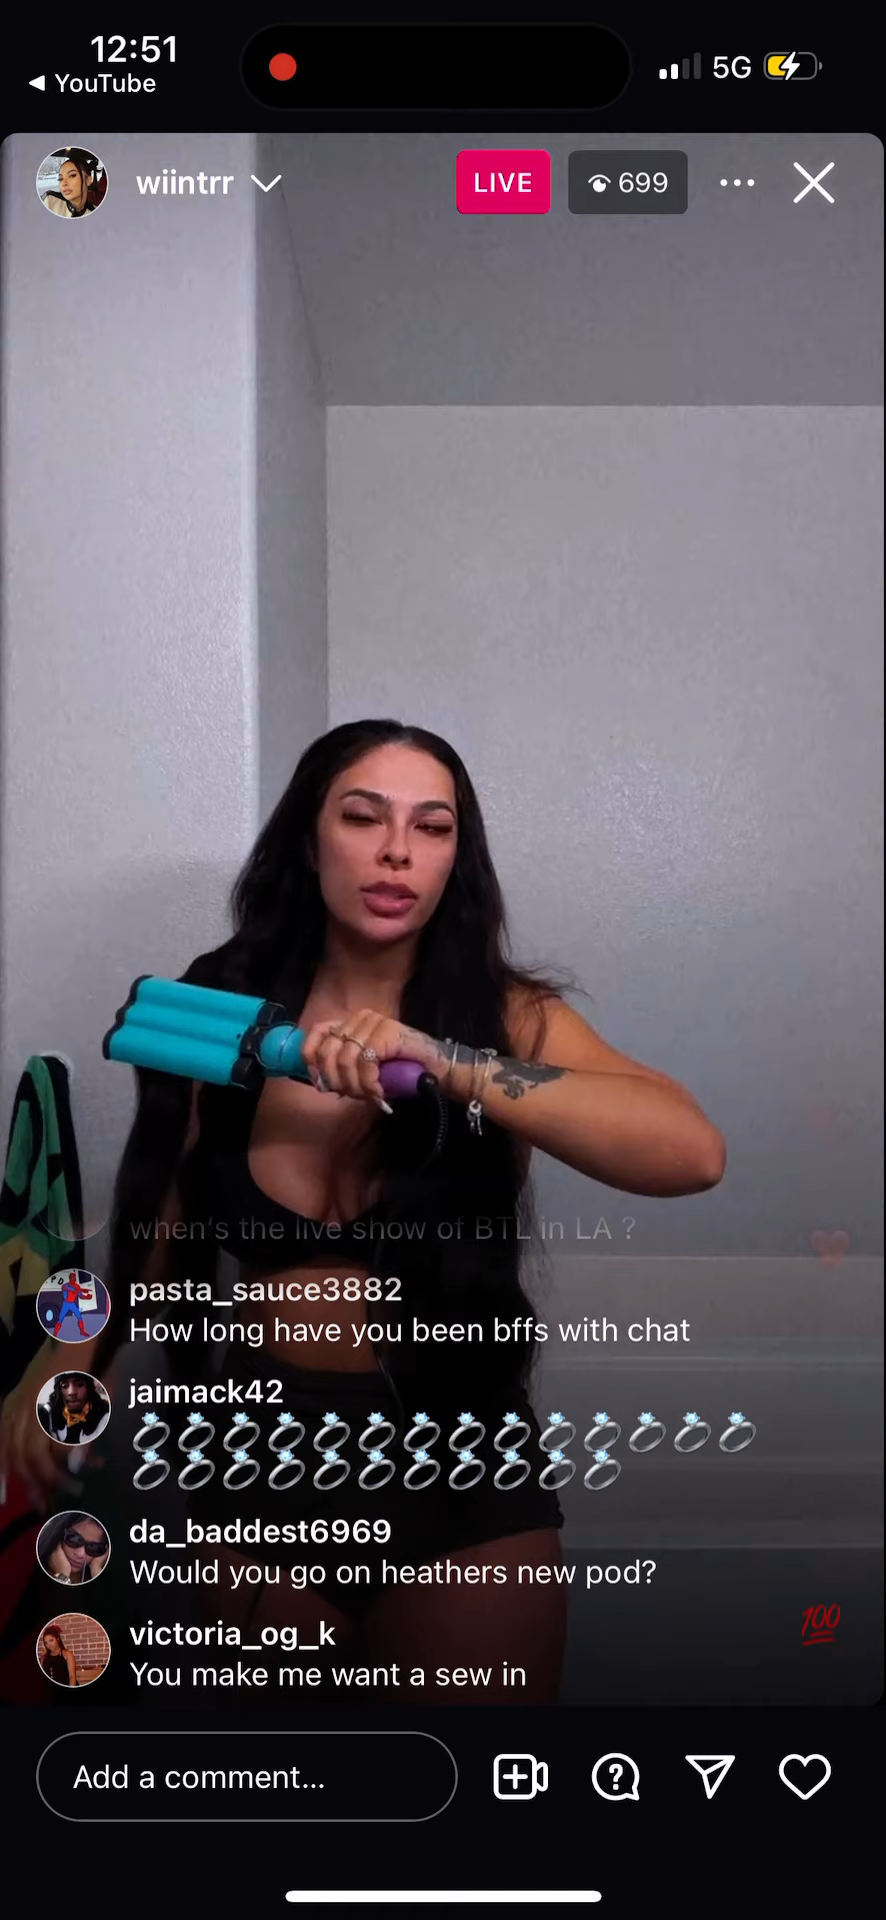 12:51
YouTube
5G
wiintrr
LIVE
699
when's the live show of BTL in LA ?
pasta_sauce3882
How long have you been bffs with chat
jaimack42
💍💍💍💍💍💍💍💍💍💍💍💍💍💍
💍💍💍💍💍💍💍💍💍💍💍
da_baddest6969
Would you go on heathers new pod?
💯
victoria_og_k
You make me want a sew in
Add a comment...